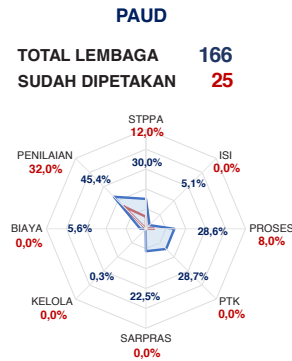 PAUD
TOTAL LEMBAGA 166
SUDAH DIPETAKAN 25
STPPA
12,0%
PENILAIAN
32,0%
ISI
0,0%
30,0%
45,4%
5,1%
BIAYA
0,0%
5,6%
28,6%
PROSES
8,0%
0,3%
28,7%
22,5%
KELOLA
0,0%
PTK
0,0%
SARPRAS
0,0%